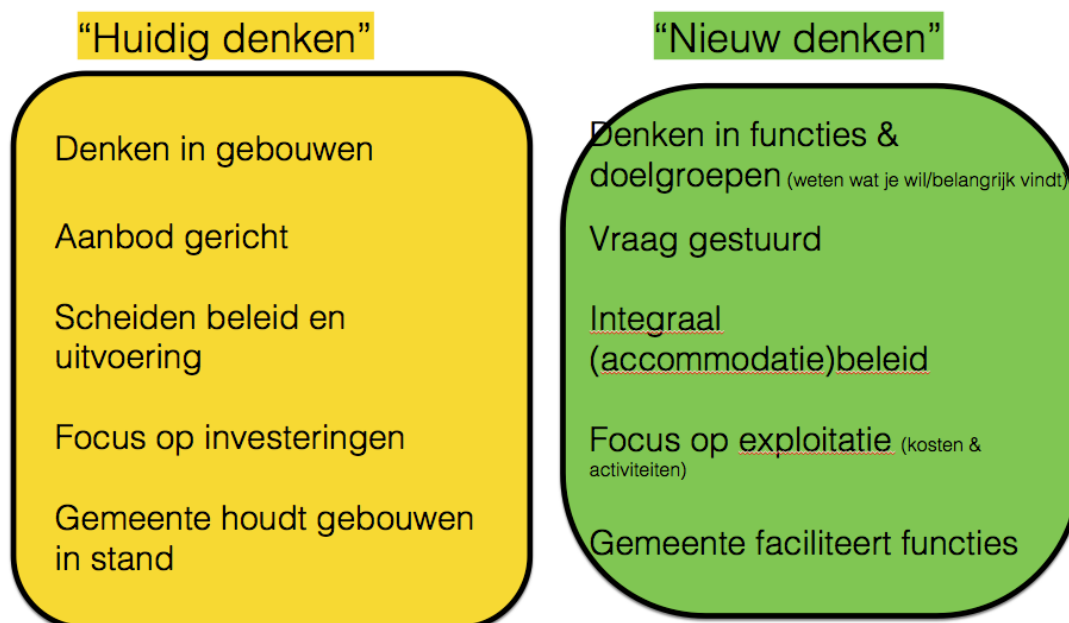 “Huidig denken”
Denken in gebouwen
Aanbod gericht
Scheiden beleid en
uitvoering
Focus op investeringen
Gemeente houdt gebouwen
in stand
“Nieuw denken”
Denken in functies &
doelgroepen (weten wat je wil/belangrijk vindt)
Vraag gestuurd
Integraal
(accommodatie)beleid
Focus op exploitatie (kosten &
activiteiten)
Gemeente faciliteert functies